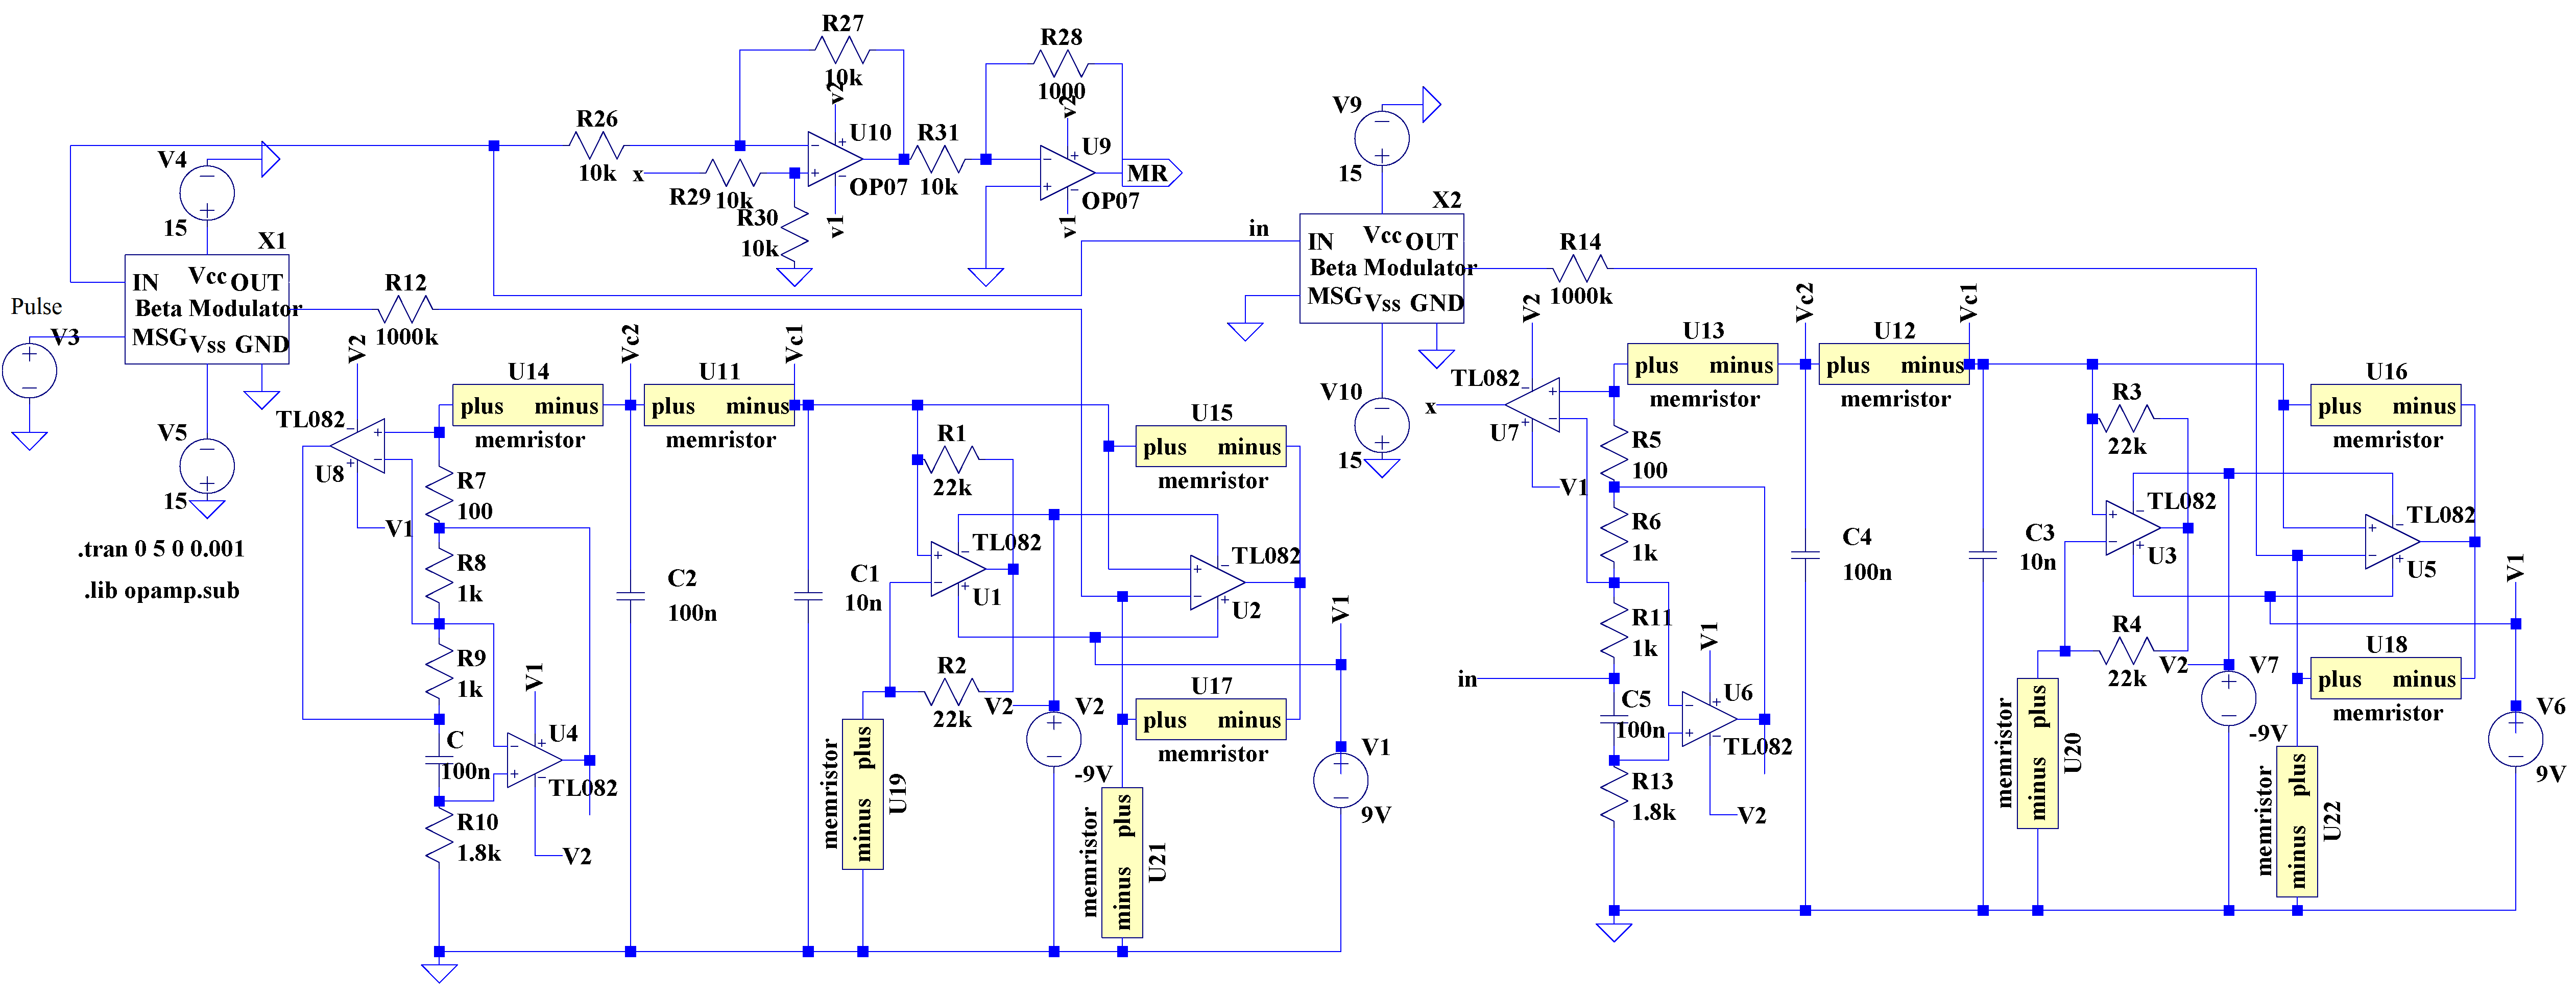 R27
10k
v2
U10
OP07
v1
R26
10k
x
R29
10k
R30
10k
R31
10k
R28
1000
v2
U9
OP07
v1
MR
V4
15
X1
IN
Vcc
OUT
Beta Modulator
MSG
Vss
GND
Pulse
V3
V5
15
R12
1000k
.tran 0 5 0 0.001
.lib opamp.sub
V2
TL082
U8
V1
U14
plus minus
memristor
Vc2
U11
plus minus
memristor
Vc1
R7
100
R8
1k
R9
1k
C
100n
R10
1.8k
V1
U4
TL082
V2
C2
100n
C1
10n
R1
22k
TL082
U1
R2
22k
V2
V2
-9V
memristor
plus
minus
U19
U15
plus minus
memristor
TL082
U2
U17
plus minus
memristor
memristor
plus
minus
U21
V1
V1
9V
V9
15
X2
in
IN
Vcc
OUT
Beta Modulator
MSG
Vss
GND
V10
15
R14
1000k
V2
TL082
x
U7
V1
U13
plus minus
memristor
Vc2
U12
plus minus
memristor
Vc1
R5
100
R6
1k
R11
1k
in
C5
100n
R13
1.8k
V1
U6
TL082
V2
C4
100n
C3
10n
R3
22k
TL082
U3
R4
22k
V2
V7
-9V
memristor
plus
minus
U20
U16
plus minus
memristor
TL082
U5
U18
plus minus
memristor
memristor
plus
minus
U22
V1
V6
9V